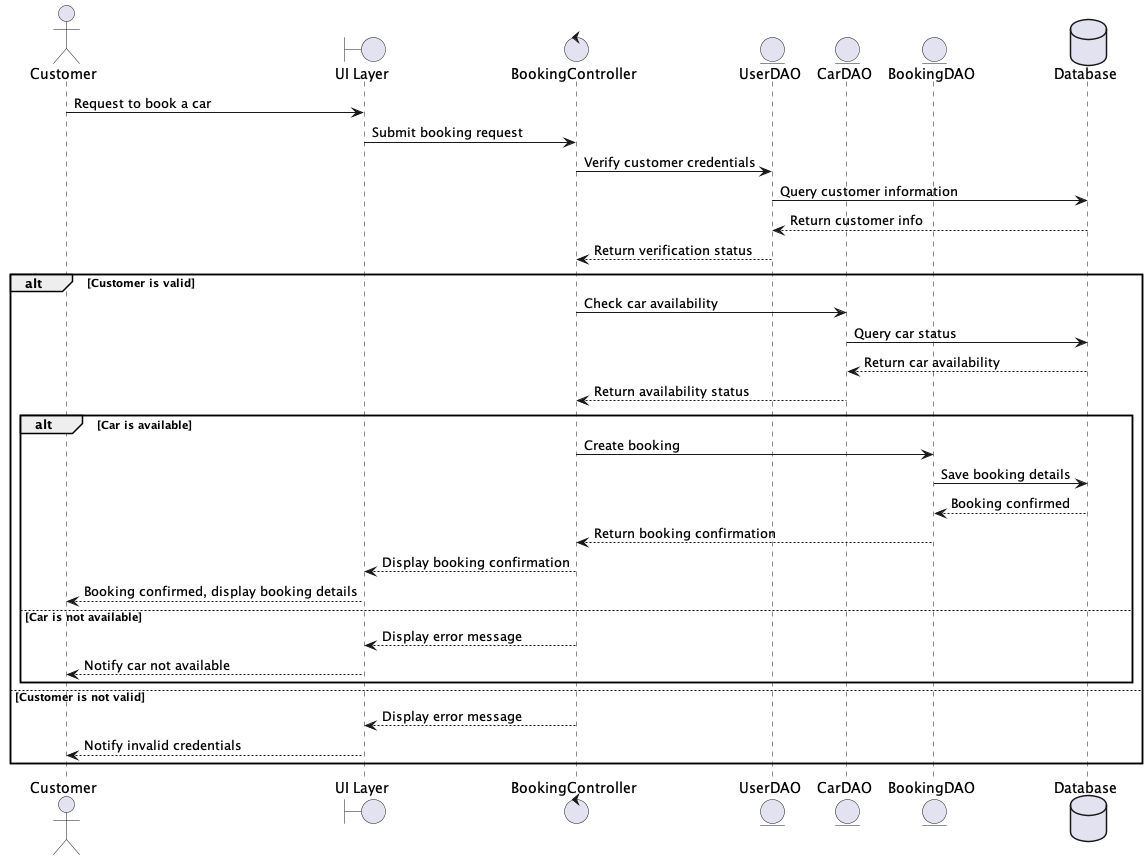 Customer UI Layer BookingController UserDAO CarDAO BookingDAO Database
Request to book a car
Submit booking request
Verify customer credentials
Query customer information
Return customer info
Return verification status
alt [Customer is valid]
Check car availability
Query car status
Return car availability
Return availability status
alt [Car is available]
Create booking
Save booking details
Booking confirmed
Return booking confirmation
Display booking confirmation
Booking confirmed, display booking details
[Car is not available]
Display error message
Notify car not available
[Customer is not valid]
Display error message
Notify invalid credentials
Customer UI Layer BookingController UserDAO CarDAO BookingDAO Database